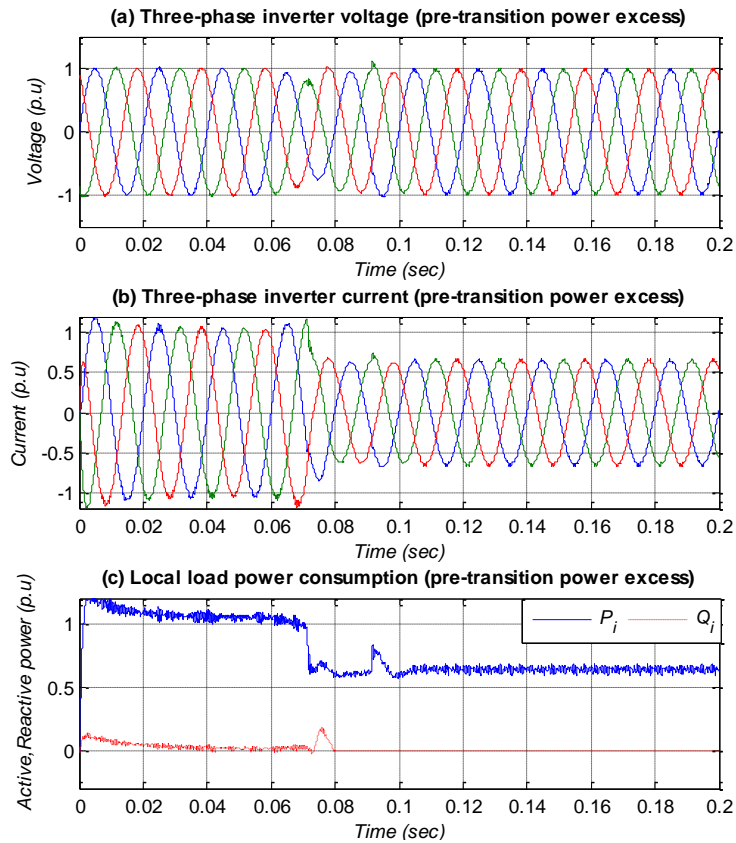 (a) Three-phase inverter voltage (pre-transition power excess)
Voltage (p.u)
1
0
-1
0 0.02 0.04 0.06 0.08 0.1 0.12 0.14 0.16 0.18 0.2
Time (sec)
(b) Three-phase inverter current (pre-transition power excess)
Current (p.u)
1
0.5
0
-0.5
-1
0 0.02 0.04 0.06 0.08 0.1 0.12 0.14 0.16 0.18 0.2
Time (sec)
(c) Local load power consumption (pre-transition power excess)
Active,Reactive power (p.u)
P_i Q_i
1
0.5
0
0 0.02 0.04 0.06 0.08 0.1 0.12 0.14 0.16 0.18 0.2
Time (sec)